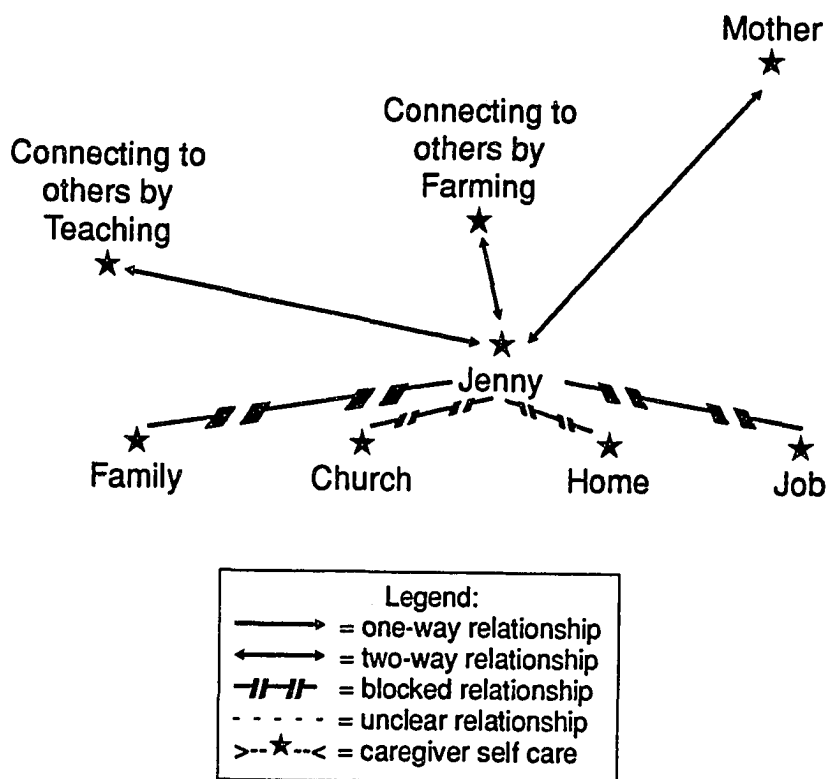 Mother
Connecting to
others by
Farming
Connecting to
others by
Teaching
Jenny
Family
Church
Home
Job
Legend:
= one-way relationship
= two-way relationship
= blocked relationship
= unclear relationship
= caregiver self care